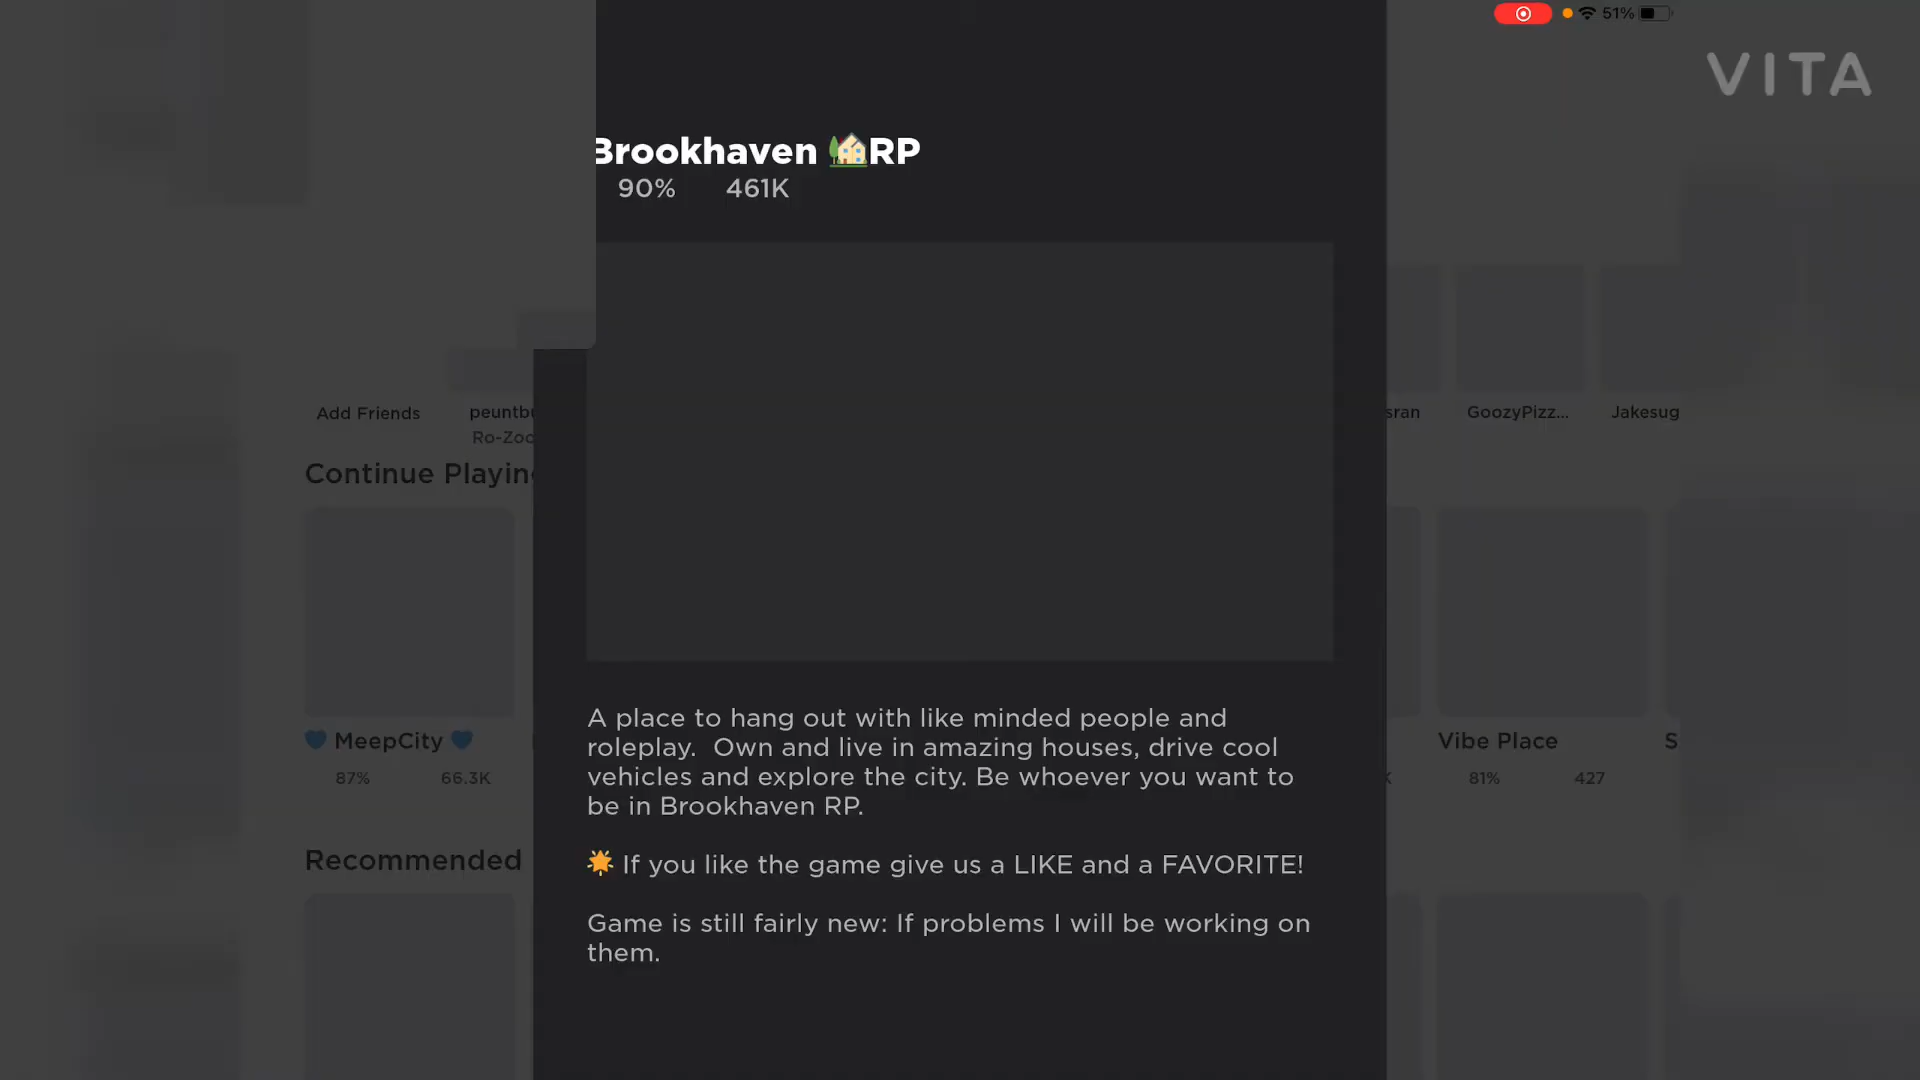 51%
VITA
Brookhaven 🏡RP
90% 461K
Add Friends
GoozyPizz...
Jakesug
Continue Playing
💙 MeepCity 💙
87% 66.3K
Vibe Place
81% 427
Recommended
A place to hang out with like minded people and
roleplay.  Own and live in amazing houses, drive cool
vehicles and explore the city. Be whoever you want to
be in Brookhaven RP.
🌟 If you like the game give us a LIKE and a FAVORITE!
Game is still fairly new: If problems I will be working on
them.